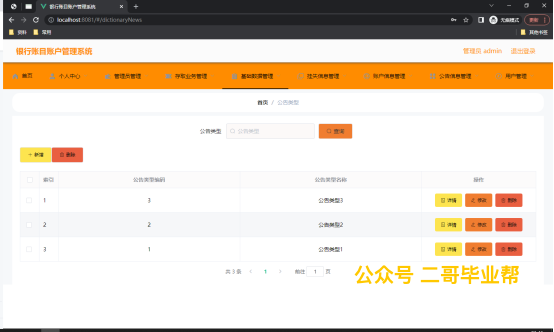 银行账目账户管理系统
localhost:8081/#/dictionaryNews
无痕模式
更新
资料
常用
其他书签
银行账目账户管理系统
管理员 admin 退出登录
首页 个人中心 管理员管理 存取业务管理 基础数据管理 挂失信息管理 账户信息管理 公告信息管理 用户管理
首页 / 公告类型
公告类型 公告类型 查询
+ 新增 删除
索引 公告类型编码 公告类型名称 操作
1 3 公告类型3 详情 修改 删除
2 2 公告类型2 详情 修改 删除
3 1 公告类型1 详情 修改 删除
共 3 条 < 1 > 前往 1 页
公众号 二哥毕业帮